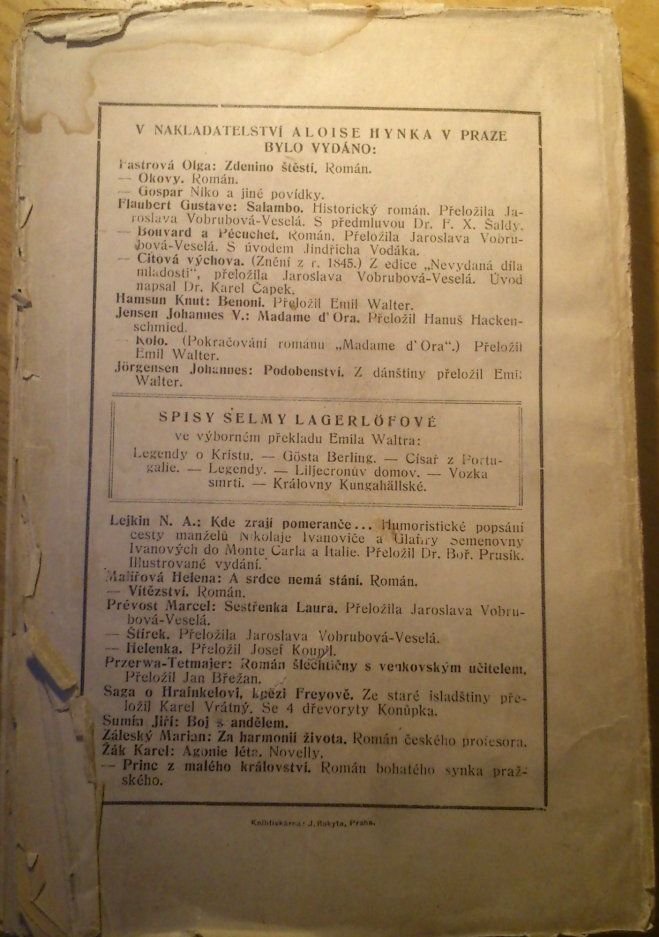 V NAKLADATELSTVÍ ALOISE HYNKA V PRAZE
BYLO VYDÁNO:
Fastrová Olga: Zdenino štěstí. Román.
— Okovy. Román.
— Gospar Niko a jiné povídky.
Flaubert Gustave: Salambo. Historický román. Přeložila Ja-
roslava Vobrubová-Veselá. S předmluvou Dr. F. X. Šaldy.
— Bouvard a Pécuchet. Román. Přeložila Jaroslava Vobru-
bová-Veselá. S úvodem Jindřicha Vodáka.
— Citová výchova. (Znění z r. 1845.) Z edice „Nevydaná díla
mladosti“, přeložila Jaroslava Vobrubová-Veselá. Úvod
napsal Dr. Karel Čapek.
Hamsun Knut: Benoni. Přeložil Emil Walter.
Jensen Johannes V.: Madame d' Ora. Přeložil Hanuš Hacken-
schmied.
— Kolo. (Pokračování románu „Madame d' Ora“.) Přeložil
Emil Walter.
Jörgensen Johannes: Podobenství. Z dánštiny přeložil Emil
Walter.
SPISY SELMY LAGERLÖFOVÉ
ve výborném překladu Emila Waltra:
Legendy o Kristu. — Gösta Berling. — Císař z Portu-
galie. — Legendy. — Liljecronův domov. — Vozka
smrti. — Královny Kungahällské.
Lejkin N. A.: Kde zrají pomeranče... Humoristické popsání
cesty manželů Nikolaje Ivanoviče a Glafiry Semenovny
Ivanových do Monte Carla a Italie. Přeložil Dr. Boř. Prusík.
Illustrované vydání.
Malířová Helena: A srdce nemá stání. Román.
— Vítězství. Román.
Prévost Marcel: Sestřenka Laura. Přeložila Jaroslava Vobru-
bová-Veselá.
— Štírek. Přeložila Jaroslava Vobrubová-Veselá.
— Helenka. Přeložil Josef Koupil.
Przerwa-Tetmajer: Román šlechtičny s venkovským učitelem.
Přeložil Jan Břežan.
Saga o Hrafnkelovi, knězi Freyově. Ze staré islandštiny pře-
ložil Karel Vrátný. Se 4 dřevoryty Konůpka.
Sumín Jiří: Boj s andělem.
Záleský Marian: Za harmonií života. Román českého profesora.
Žák Karel: Agonie léta. Novelly.
— Princ z malého království. Román bohatého synka praž-
ského.
Knihtiskárna: J. Rokyta, Praha.